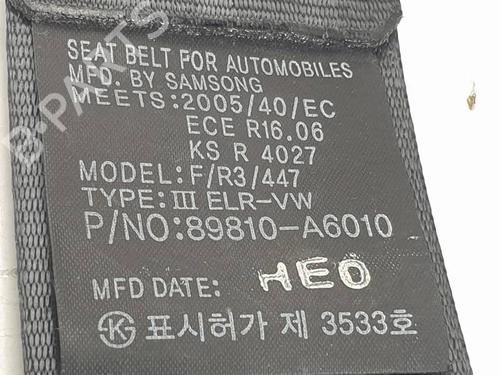 SEAT BELT FOR AUTOMOBILES
MFD. BY SAMSONG
MEETS:2005/40/EC
ECE R16.06
KS R 4027
MODEL: F/R3/447
TYPE: III ELR-VW
P/NO:89810-A6010
MFD DATE: HEO
표시허가 제 3533호
B-PARTS